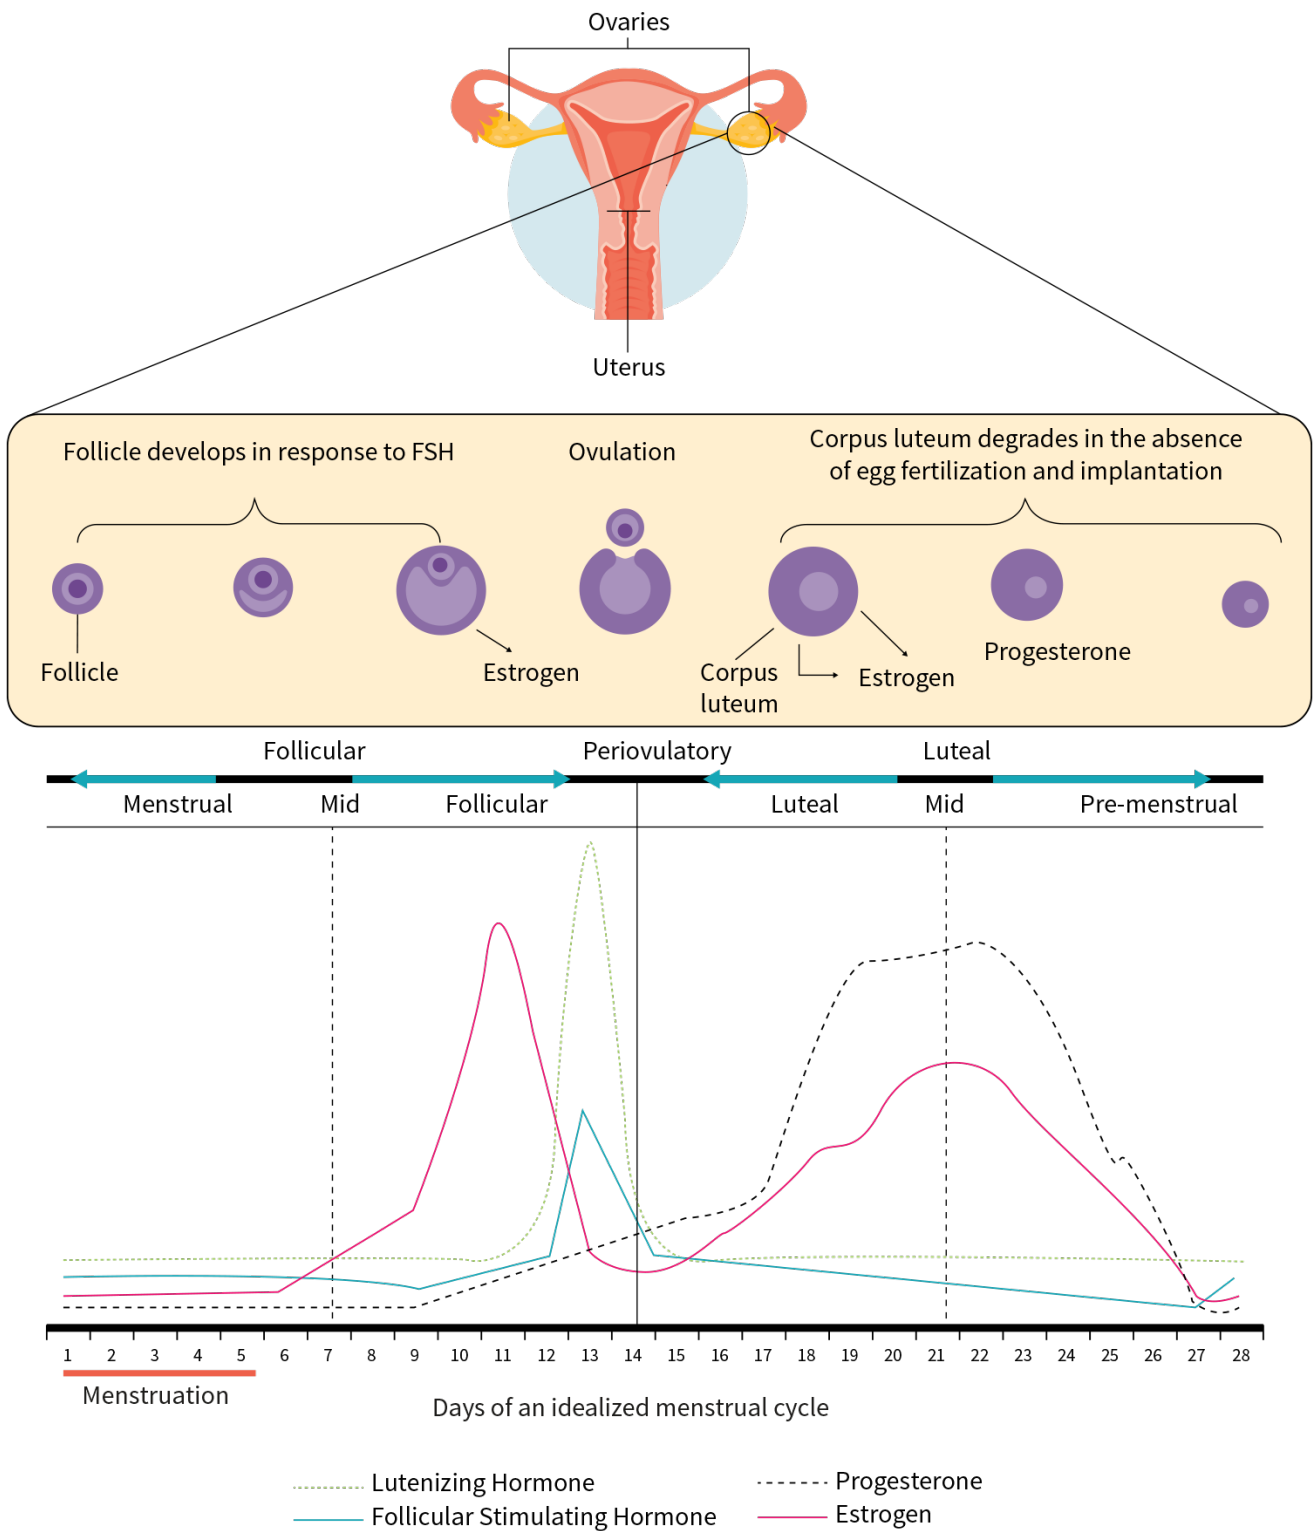 Ovaries
Uterus
Follicle develops in response to FSH
Ovulation
Corpus luteum degrades in the absence
of egg fertilization and implantation
Follicle
Estrogen
Corpus
luteum
Estrogen
Progesterone
Follicular
Periovulatory
Luteal
Menstrual
Mid
Follicular
Luteal
Mid
Pre-menstrual
1 2 3 4 5 6 7 8 9 10 11 12 13 14 15 16 17 18 19 20 21 22 23 24 25 26 27 28
Menstruation
Days of an idealized menstrual cycle
Lutenizing Hormone
Follicular Stimulating Hormone
Progesterone
Estrogen